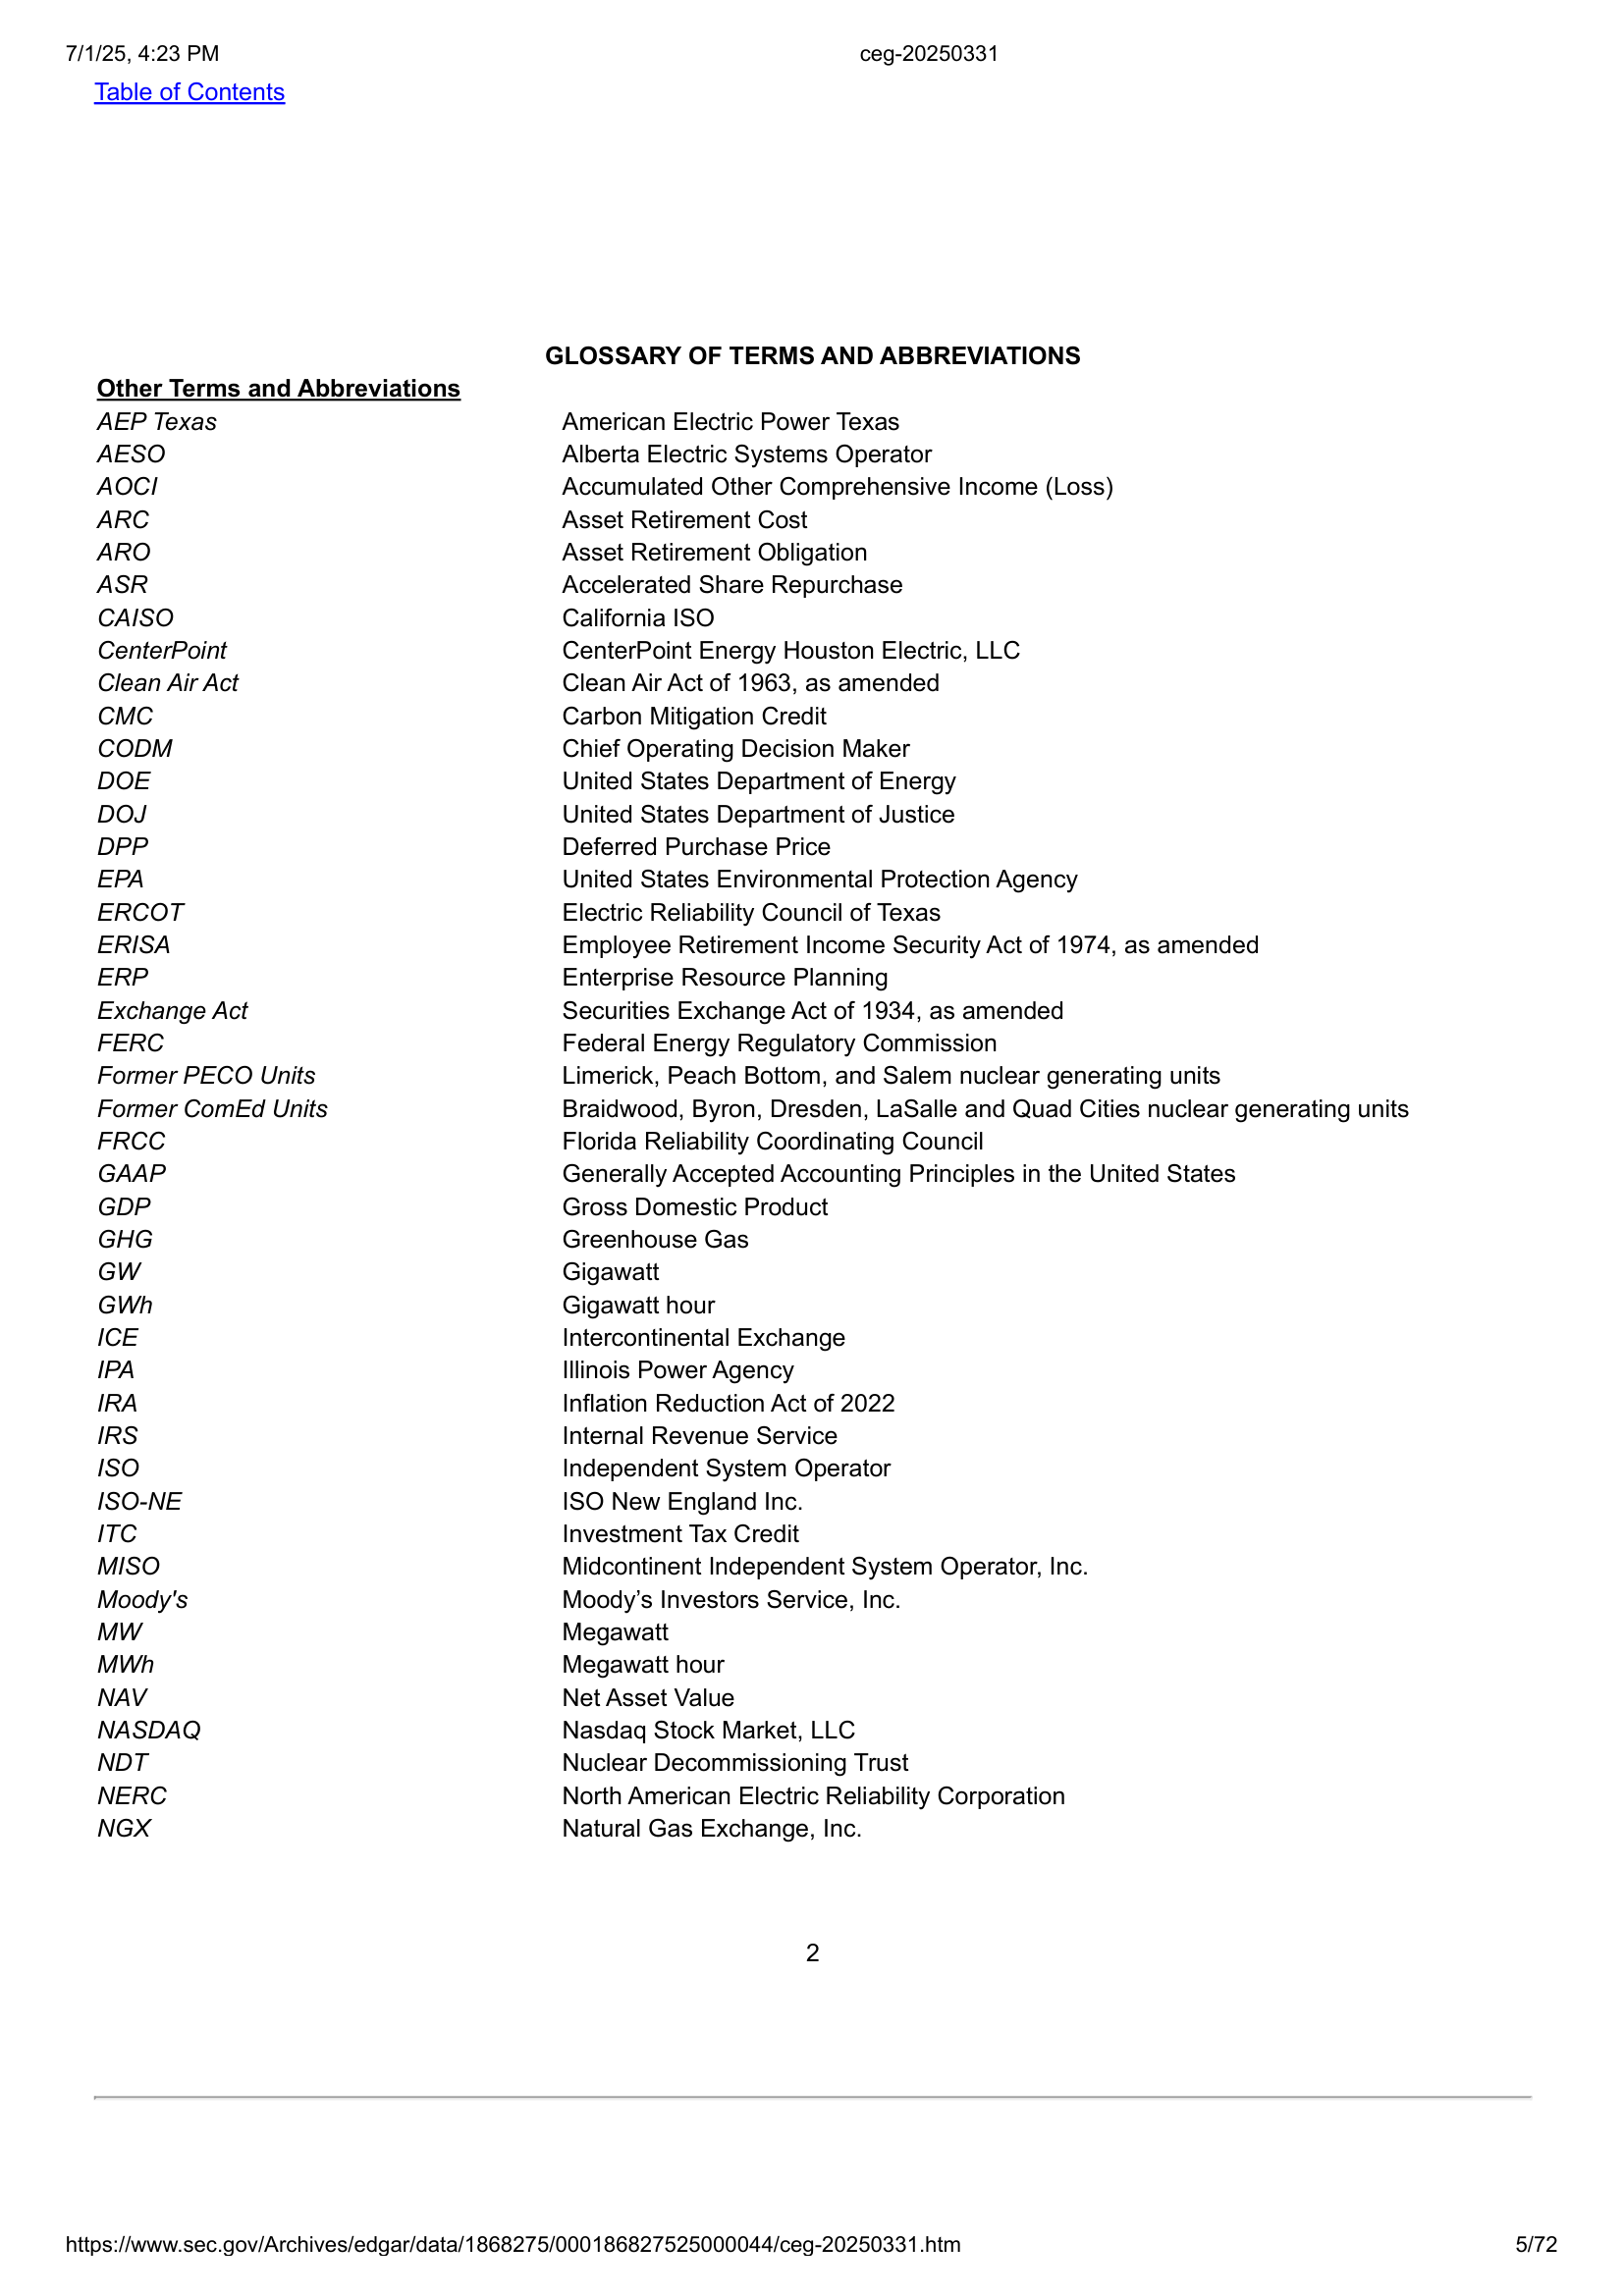 7/1/25, 4:23 PM ceg-20250331
Table of Contents
GLOSSARY OF TERMS AND ABBREVIATIONS
Other Terms and Abbreviations
AEP Texas American Electric Power Texas
AESO Alberta Electric Systems Operator
AOCI Accumulated Other Comprehensive Income (Loss)
ARC Asset Retirement Cost
ARO Asset Retirement Obligation
ASR Accelerated Share Repurchase
CAISO California ISO
CenterPoint CenterPoint Energy Houston Electric, LLC
Clean Air Act Clean Air Act of 1963, as amended
CMC Carbon Mitigation Credit
CODM Chief Operating Decision Maker
DOE United States Department of Energy
DOJ United States Department of Justice
DPP Deferred Purchase Price
EPA United States Environmental Protection Agency
ERCOT Electric Reliability Council of Texas
ERISA Employee Retirement Income Security Act of 1974, as amended
ERP Enterprise Resource Planning
Exchange Act Securities Exchange Act of 1934, as amended
FERC Federal Energy Regulatory Commission
Former PECO Units Limerick, Peach Bottom, and Salem nuclear generating units
Former ComEd Units Braidwood, Byron, Dresden, LaSalle and Quad Cities nuclear generating units
FRCC Florida Reliability Coordinating Council
GAAP Generally Accepted Accounting Principles in the United States
GDP Gross Domestic Product
GHG Greenhouse Gas
GW Gigawatt
GWh Gigawatt hour
ICE Intercontinental Exchange
IPA Illinois Power Agency
IRA Inflation Reduction Act of 2022
IRS Internal Revenue Service
ISO Independent System Operator
ISO-NE ISO New England Inc.
ITC Investment Tax Credit
MISO Midcontinent Independent System Operator, Inc.
Moody's Moody’s Investors Service, Inc.
MW Megawatt
MWh Megawatt hour
NAV Net Asset Value
NASDAQ Nasdaq Stock Market, LLC
NDT Nuclear Decommissioning Trust
NERC North American Electric Reliability Corporation
NGX Natural Gas Exchange, Inc.
2
https://www.sec.gov/Archives/edgar/data/1868275/000186827525000044/ceg-20250331.htm 5/72